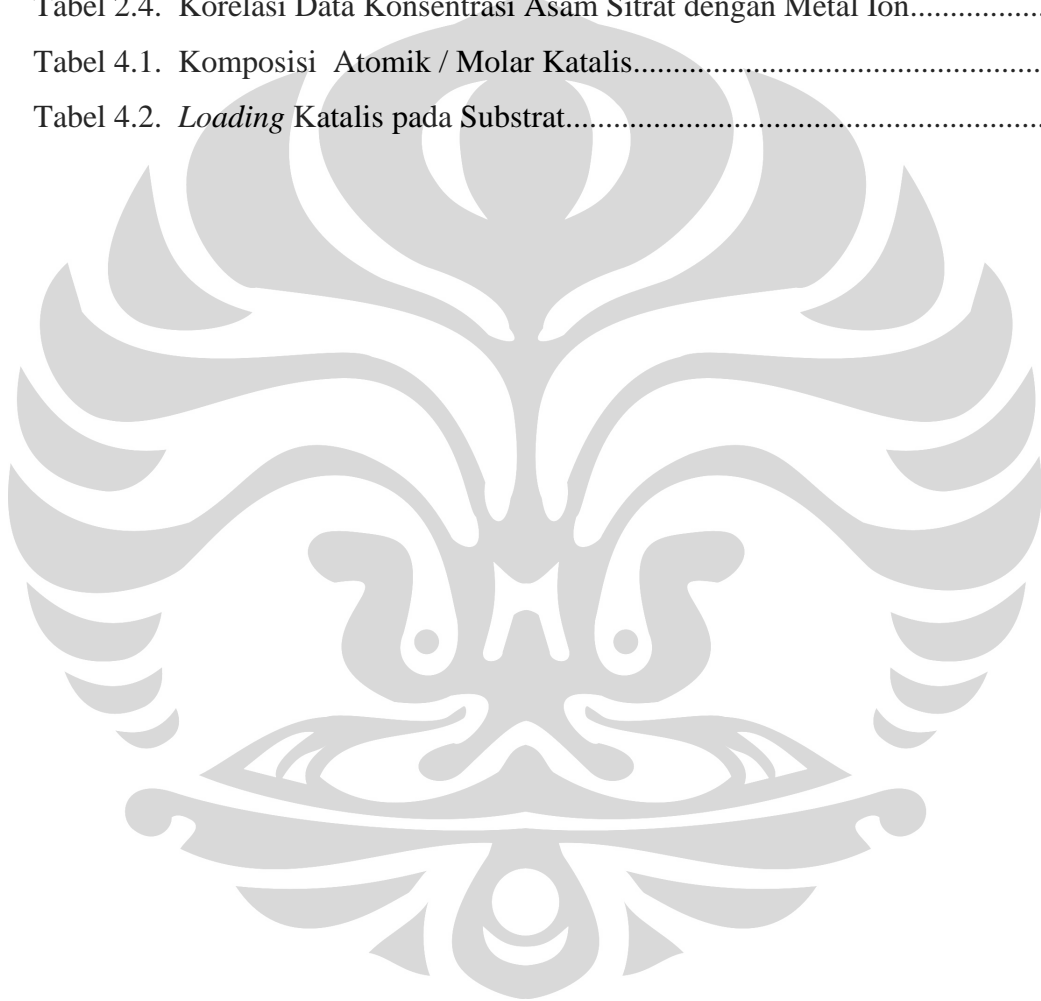 Tabel 2.4. Korelasi Data Konsentrasi Asam Sitrat dengan Metal Ion..................
Tabel 4.1. Komposisi Atomik / Molar Katalis....................................................
Tabel 4.2. Loading Katalis pada Substrat............................................................